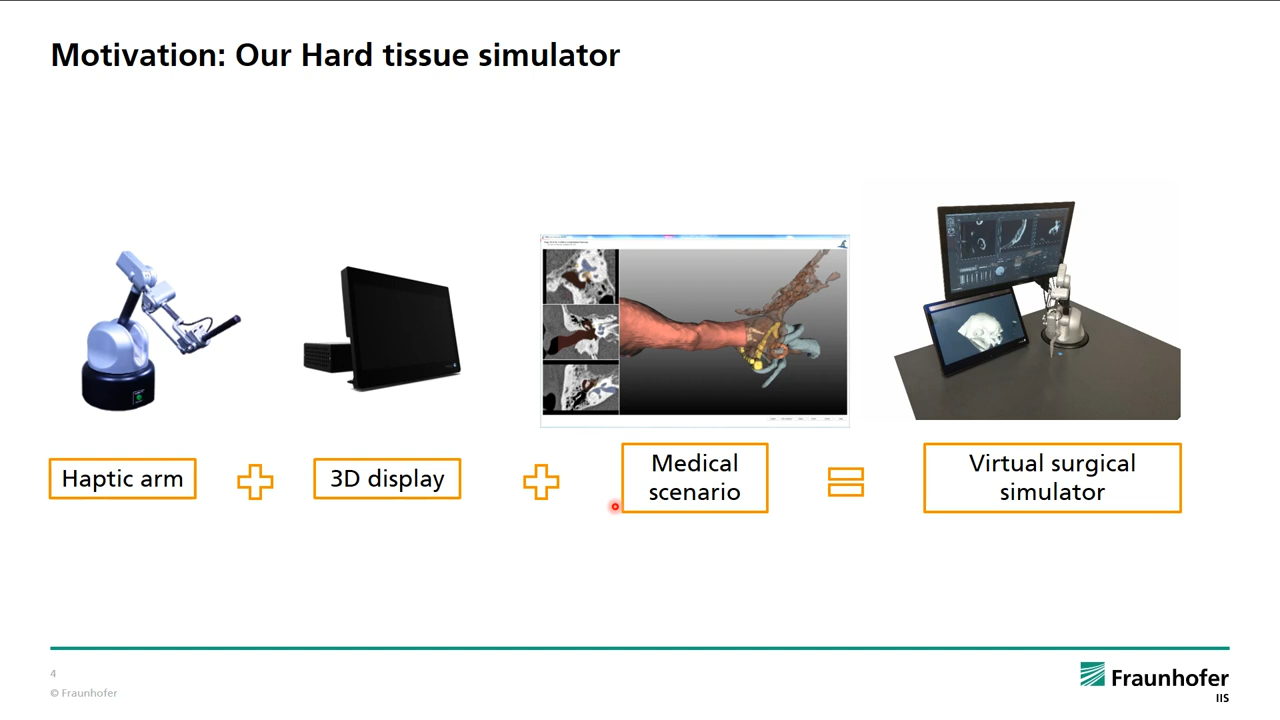 Motivation: Our Hard tissue simulator
Haptic arm
3D display
Medical
scenario
Virtual surgical
simulator
4
© Fraunhofer
Fraunhofer
IIS